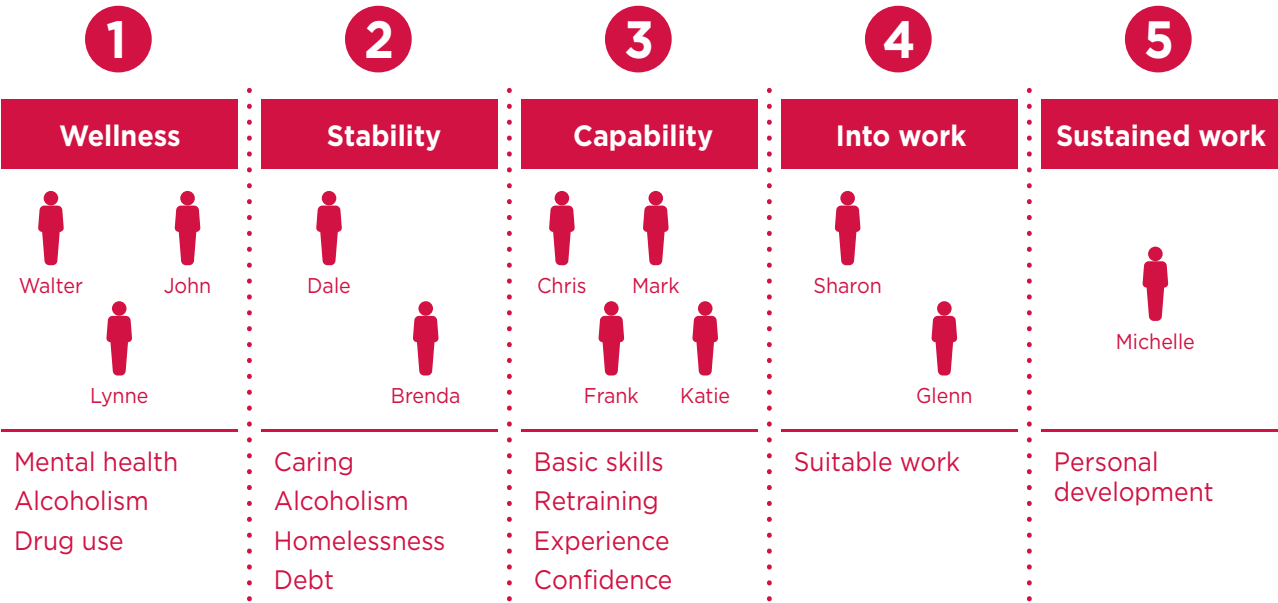 1
Wellness
Walter
John
Lynne
Mental health
Alcoholism
Drug use
2
Stability
Dale
Brenda
Caring
Alcoholism
Homelessness
Debt
3
Capability
Chris
Mark
Frank
Katie
Basic skills
Retraining
Experience
Confidence
4
Into work
Sharon
Glenn
Suitable work
5
Sustained work
Michelle
Personal
development